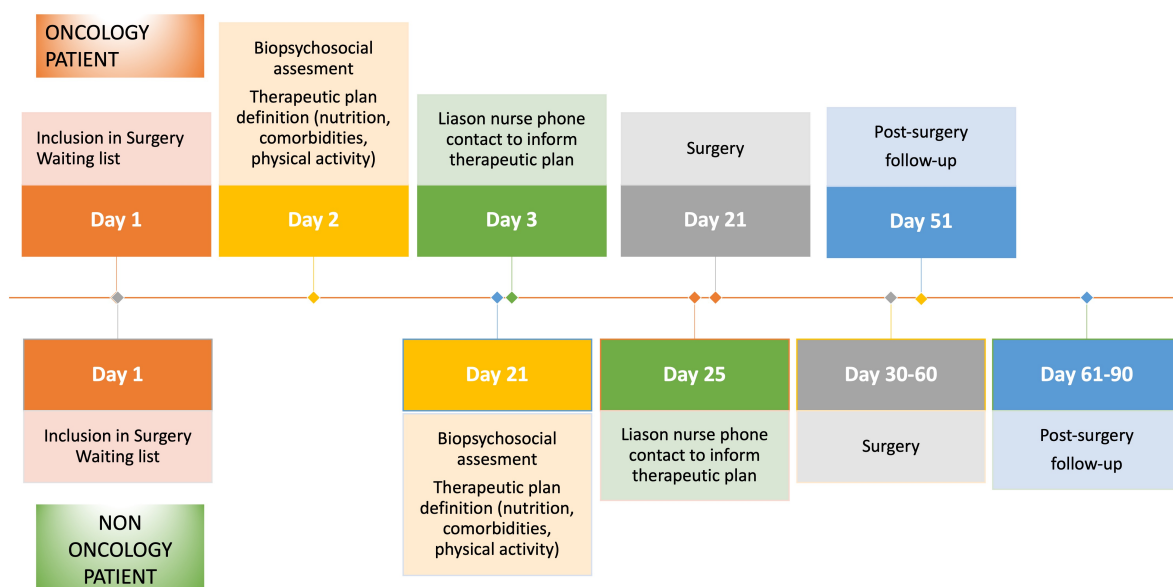 ONCOLOGY
PATIENT
Inclusion in Surgery
Waiting list
Day 1
Biopsychosocial
assesment
Therapeutic plan
definition (nutrition,
comorbidities,
physical activity)
Day 2
Liason nurse phone
contact to inform
therapeutic plan
Day 3
Surgery
Day 21
Post-surgery
follow-up
Day 51
Day 1
Inclusion in Surgery
Waiting list
Day 21
Biopsychosocial
assesment
Therapeutic plan
definition (nutrition,
comorbidities,
physical activity)
Day 25
Liason nurse phone
contact to inform
therapeutic plan
Day 30-60
Surgery
Day 61-90
Post-surgery
follow-up
NON
ONCOLOGY
PATIENT